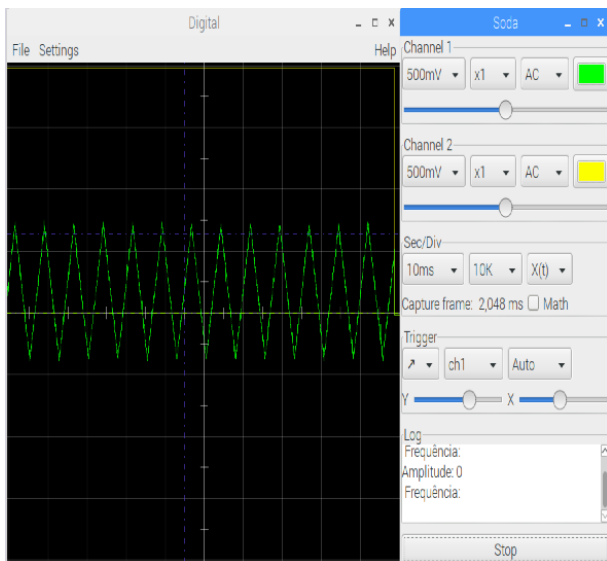 Digital
File Settings Help
Soda
Channel 1
500mV x1 AC
Channel 2
500mV x1 AC
Sec/Div
10ms 10K X(t)
Capture frame: 2,048 ms Math
Trigger
ch1 Auto
Y X
Log
Frequência:
Amplitude: 0
Frequência:
Stop